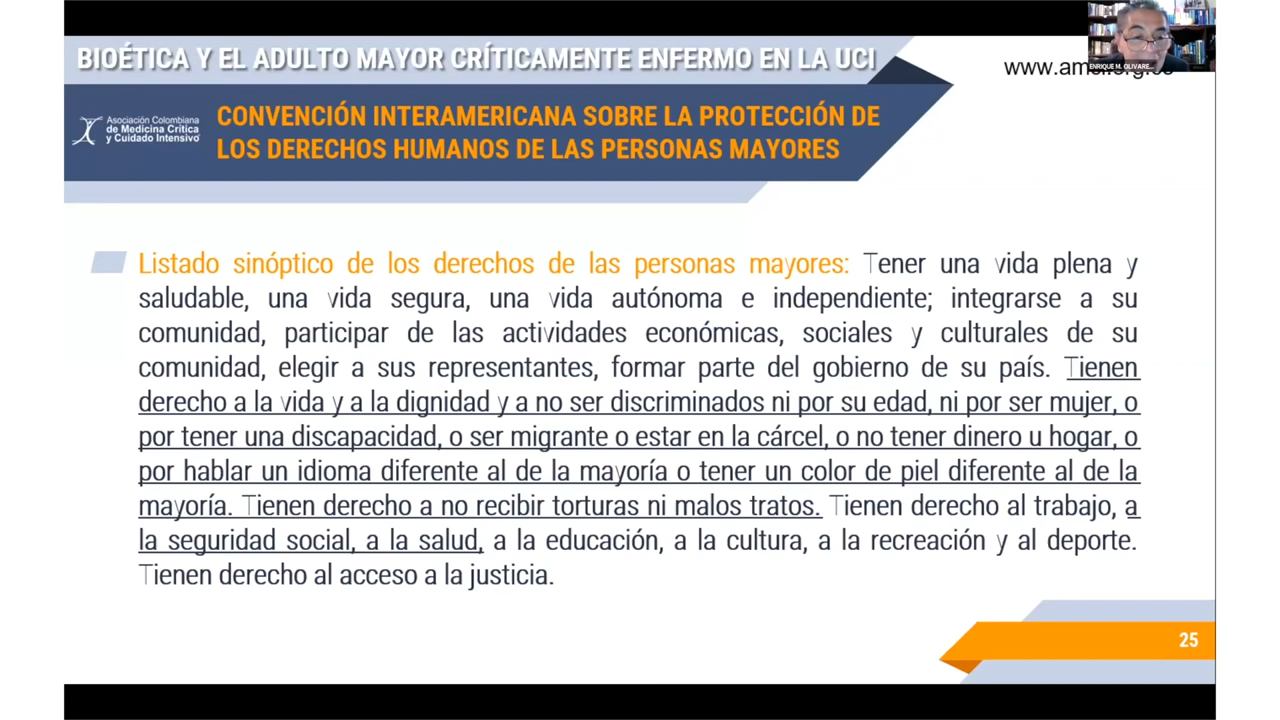 BIOÉTICA Y EL ADULTO MAYOR CRÍTICAMENTE ENFERMO EN LA UCI
ENRIQUE M. OLIVARE...
Asociación Colombiana
de Medicina Crítica
y Cuidado Intensivo
CONVENCIÓN INTERAMERICANA SOBRE LA PROTECCIÓN DE
LOS DERECHOS HUMANOS DE LAS PERSONAS MAYORES
Listado sinóptico de los derechos de las personas mayores: Tener una vida plena y
saludable, una vida segura, una vida autónoma e independiente; integrarse a su
comunidad, participar de las actividades económicas, sociales y culturales de su
comunidad, elegir a sus representantes, formar parte del gobierno de su país. Tienen
derecho a la vida y a la dignidad y a no ser discriminados ni por su edad, ni por ser mujer, o
por tener una discapacidad, o ser migrante o estar en la cárcel, o no tener dinero u hogar, o
por hablar un idioma diferente al de la mayoría o tener un color de piel diferente al de la
mayoría. Tienen derecho a no recibir torturas ni malos tratos. Tienen derecho al trabajo, a
la seguridad social, a la salud, a la educación, a la cultura, a la recreación y al deporte.
Tienen derecho al acceso a la justicia.
25